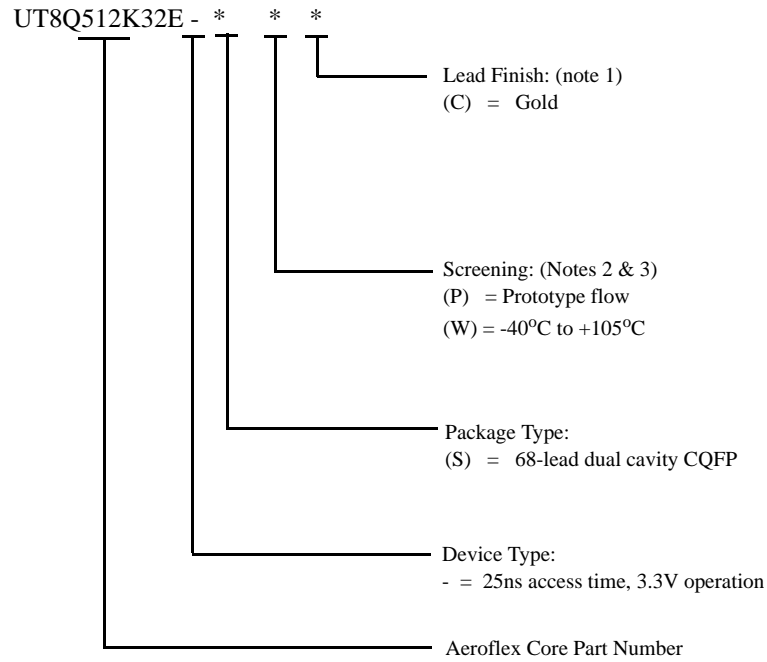 UT8Q512K32E - * * *
Lead Finish: (note 1)
(C) = Gold
Screening: (Notes 2 & 3)
(P) = Prototype flow
(W) = -40°C to +105°C
Package Type:
(S) = 68-lead dual cavity CQFP
Device Type:
- = 25ns access time, 3.3V operation
Aeroflex Core Part Number